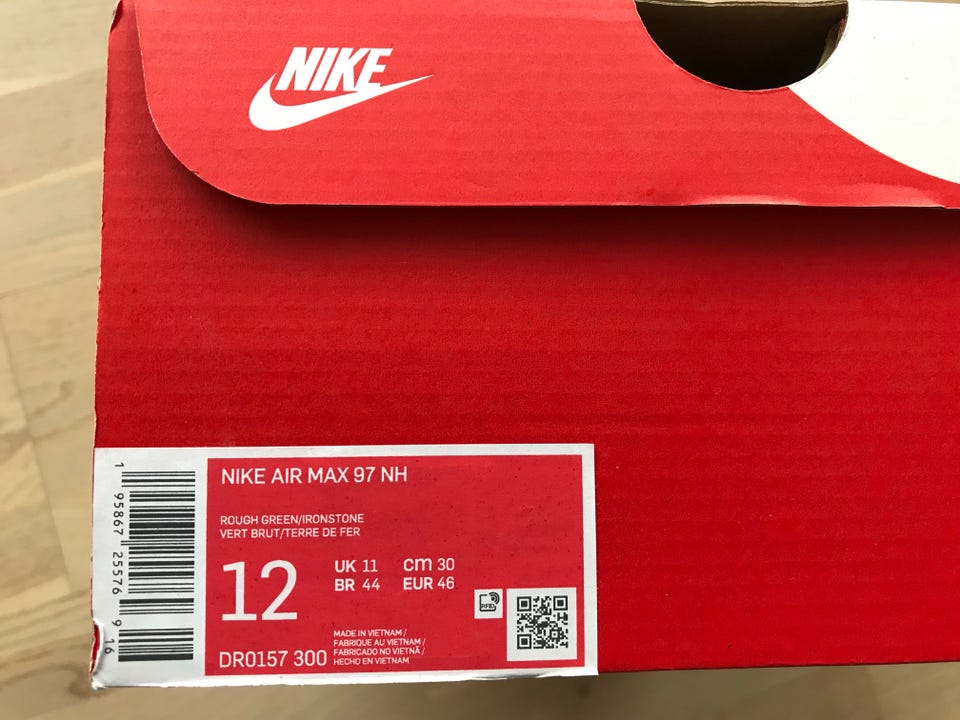 NIKE
NIKE AIR MAX 97 NH
ROUGH GREEN/IRONSTONE
VERT BRUT/TERRE DE FER
12
UK 11 cm 30
BR 44 EUR 46
RFID
DR0157 300
MADE IN VIETNAM /
FABRIQUE AU VIETNAM /
FABRICADO NO VIETNÃ /
HECHO EN VIETNAM
1 95867 25576 9 16